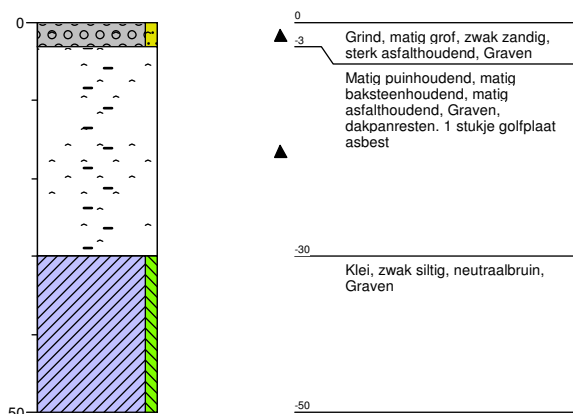 0
0
-3
Grind, matig grof, zwak zandig,
sterk asfalthoudend, Graven
Matig puinhoudend, matig
baksteenhoudend, matig
asfalthoudend, Graven,
dakpanresten. 1 stukje golfplaat
asbest
-30
Klei, zwak siltig, neutraalbruin,
Graven
50
-50